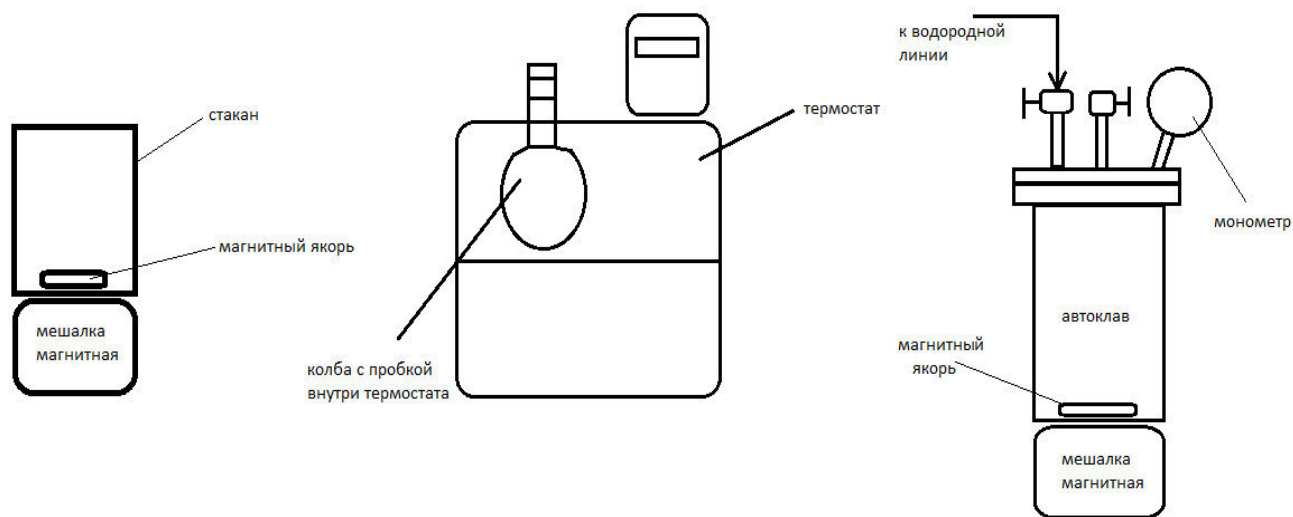 стакан
магнитный якорь
мешалка
магнитная
термостат
колба с пробкой
внутри термостата
к водородной
линии
монометр
автоклав
магнитный
якорь
мешалка
магнитная